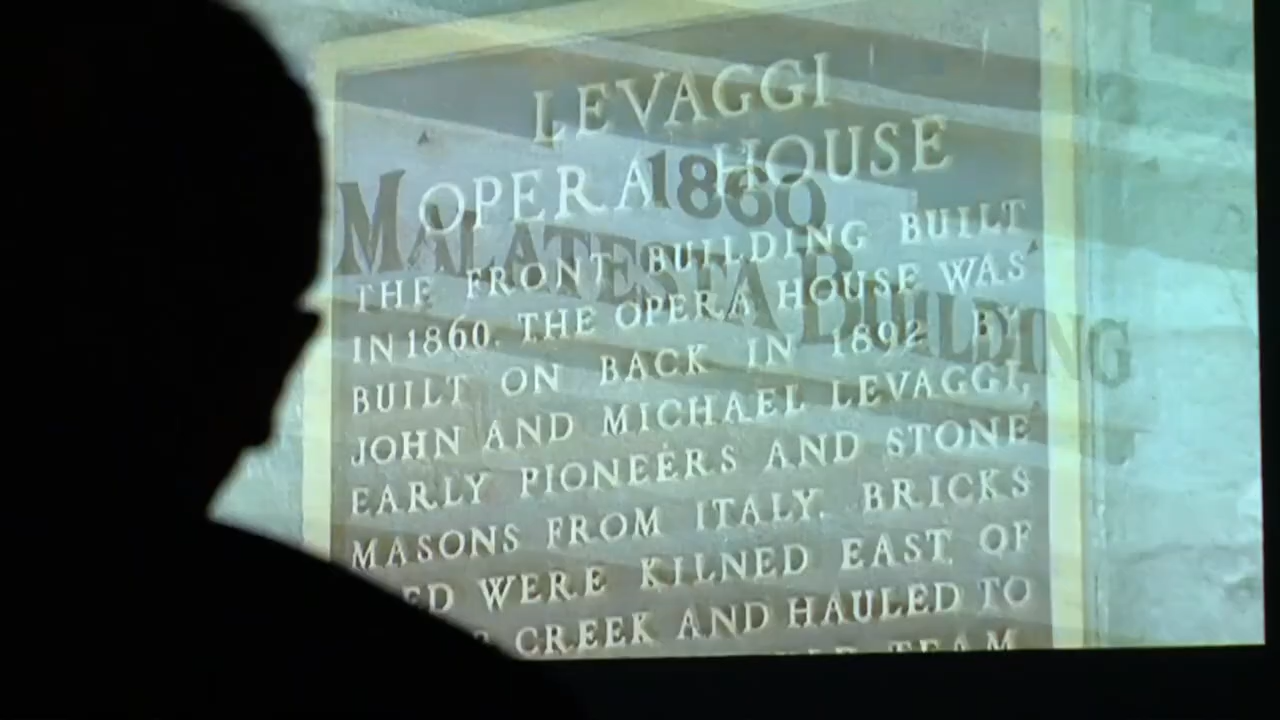 LEVAGGI
OPERA HOUSE
1860
MALATESTA BUILDING
THE FRONT BUILDING BUILT
IN 1860. THE OPERA HOUSE WAS
BUILT ON BACK IN 1892 BY
JOHN AND MICHAEL LEVAGGI,
EARLY PIONEERS AND STONE
MASONS FROM ITALY. BRICKS
WERE KILNED EAST OF
CREEK AND HAULED TO
TEAM